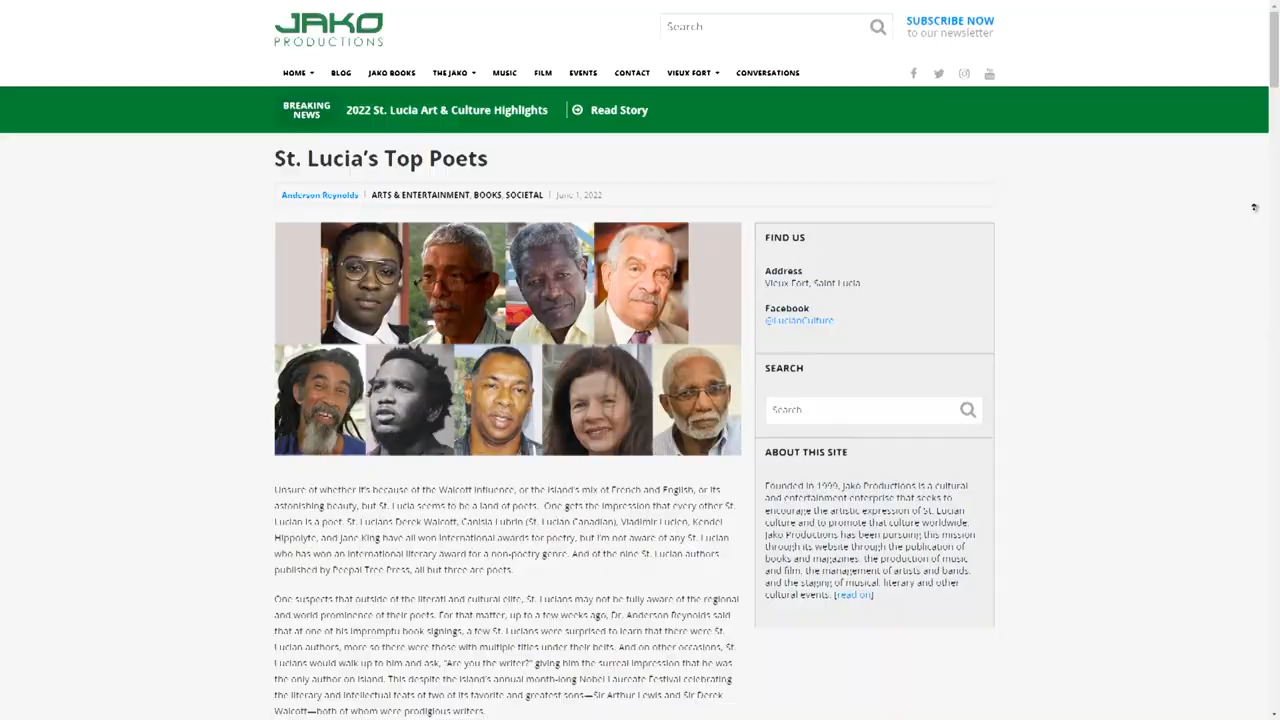 JAKO
PRODUCTIONS
Search
SUBSCRIBE NOW
to our newsletter
HOME BLOG JAKO BOOKS THE JAKO MUSIC FILM EVENTS CONTACT VIEUX FORT CONVERSATIONS
BREAKING
NEWS
2022 St. Lucia Art & Culture Highlights
Read Story
St. Lucia's Top Poets
Anderson Reynolds | ARTS & ENTERTAINMENT, BOOKS, SOCIETAL | June 1, 2022
Unsure of whether it's because of the Walcott influence, or the island's mix of French and English, or its
astonishing beauty, but St. Lucia seems to be a land of poets. One gets the impression that every other St.
Lucian is a poet. St. Lucians Derek Walcott, Canisia Lubrin (St. Lucian Canadian), Vladimir Lucien, Kendel
Hippolyte, and Jane King have all won international awards for poetry, but I'm not aware of any St. Lucian
who has won an international literary award for a non-poetry genre. And of the nine St. Lucian authors
published by Peepal Tree Press, all but three are poets.
One suspects that outside of the literati and cultural elite, St. Lucians may not be fully aware of the regional
and world prominence of their poets. For that matter, up to a few weeks ago, Dr. Anderson Reynolds said
that at one of his impromptu book signings, a few St. Lucians were surprised to learn that there were St.
Lucian authors, more so there were those with multiple titles under their belts. And on other occasions, St.
Lucians would walk up to him and ask, "Are you the writer?" giving him the surreal impression that he was
the only author on island. This despite the island's annual month-long Nobel Laureate Festival celebrating
the literary and intellectual feats of two of its favorite and greatest sons—Sir Arthur Lewis and Sir Derek
Walcott—both of whom were prodigious writers.
FIND US
Address
Vieux Fort, Saint Lucia
Facebook
@LucianCulture
SEARCH
Search
ABOUT THIS SITE
Founded in 1999, Jako Productions is a cultural
and entertainment enterprise that seeks to
encourage the artistic expression of St. Lucian
culture and to promote that culture worldwide.
Jako Productions has been pursuing this mission
through its website through the publication of
books and magazines, the production of music
and film, the management of artists and bands,
and the staging of musical, literary and other
cultural events. [read on]